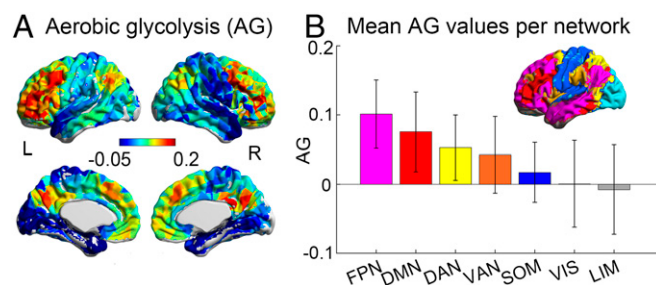 A Aerobic glycolysis (AG)
L
R
-0.05
0.2
B Mean AG values per network
0.2
0.1
0
-0.1
AG
FPN
DMN
DAN
VAN
SOM
VIS
LIM